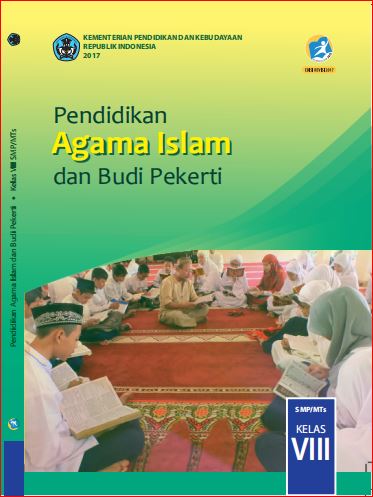 KEMENTERIAN PENDIDIKAN DAN KEBUDAYAAN
REPUBLIK INDONESIA
2017
Pendidikan
Agama Islam
dan Budi Pekerti
SMP/MTs
KELAS
VIII
Pendidikan Agama Islam dan Budi Pekerti • Kelas VIII SMP/MTs